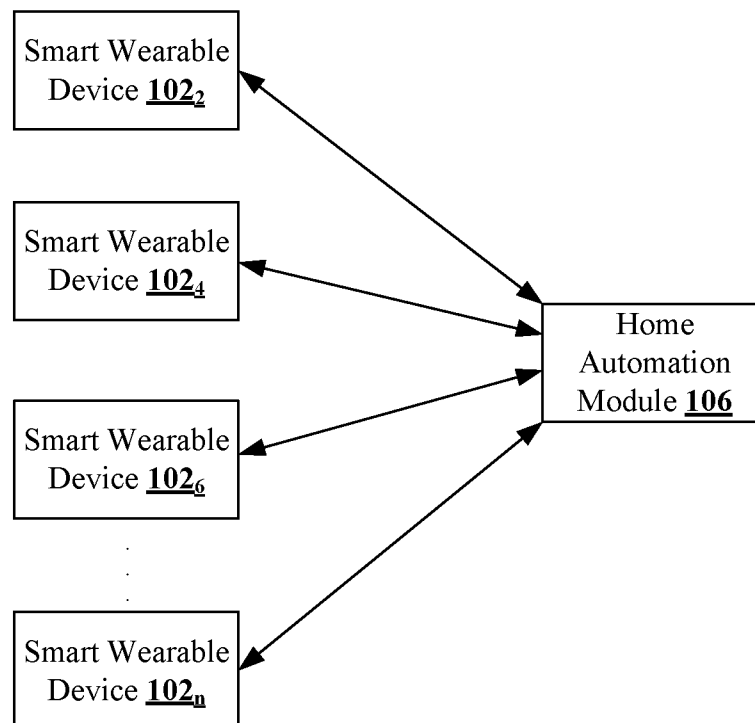 Smart Wearable
Device 102₂
Smart Wearable
Device 102₄
Smart Wearable
Device 102₆
.
.
.
Smart Wearable
Device 102ₙ
Home
Automation
Module 106